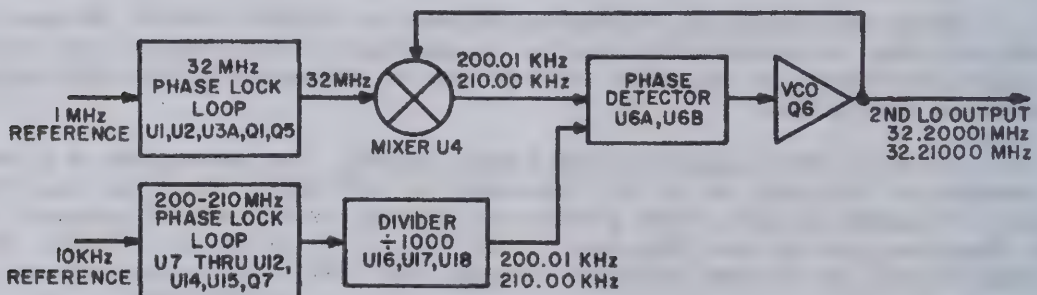 32 MHz
PHASE LOCK
LOOP
U1,U2,U3A,Q1,Q5
1 MHz
REFERENCE
32MHz
MIXER U4
200.01 KHz
210.00 KHz
PHASE
DETECTOR
U6A, U6B
VCO
Q6
2ND LO OUTPUT
32.20001 MHz
32.21000 MHz
200-210 MHz
PHASE LOCK
LOOP
U7 THRU U12,
U14,U15,Q7
10KHz
REFERENCE
DIVIDER
÷1000
U16,U17,U18
200.01 KHz
210.00 KHz